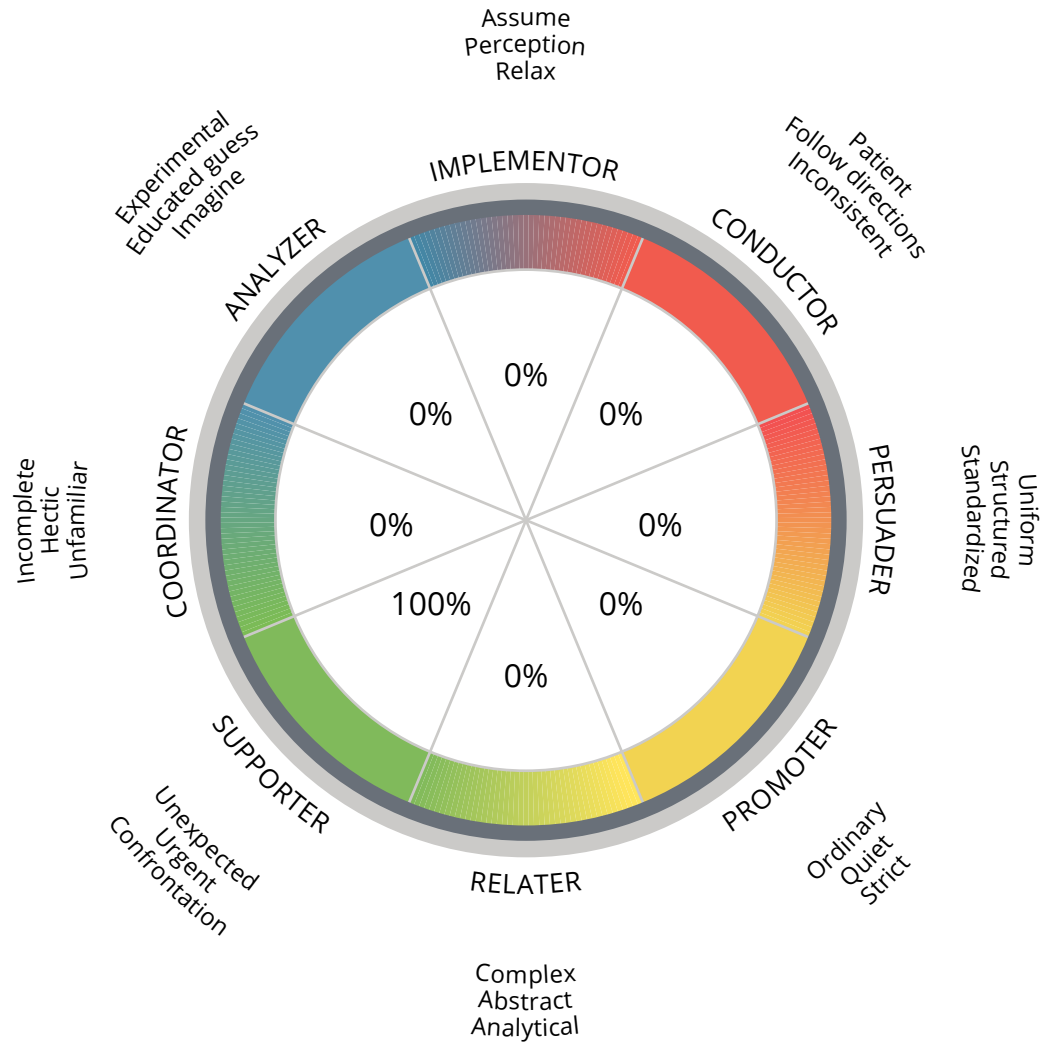 Assume
Perception
Relax
IMPLEMENTOR
Patient
Follow directions
Inconsistent
CONDUCTOR
Uniform
Structured
Standardized
PERSUADER
Ordinary
Quiet
Strict
PROMOTER
Complex
Abstract
Analytical
RELATER
Unexpected
Urgent
Confrontation
SUPPORTER
Incomplete
Hectic
Unfamiliar
COORDINATOR
Experimental
Educated guess
Imagine
ANALYZER
0%
0%
0%
0%
0%
100%
0%
0%